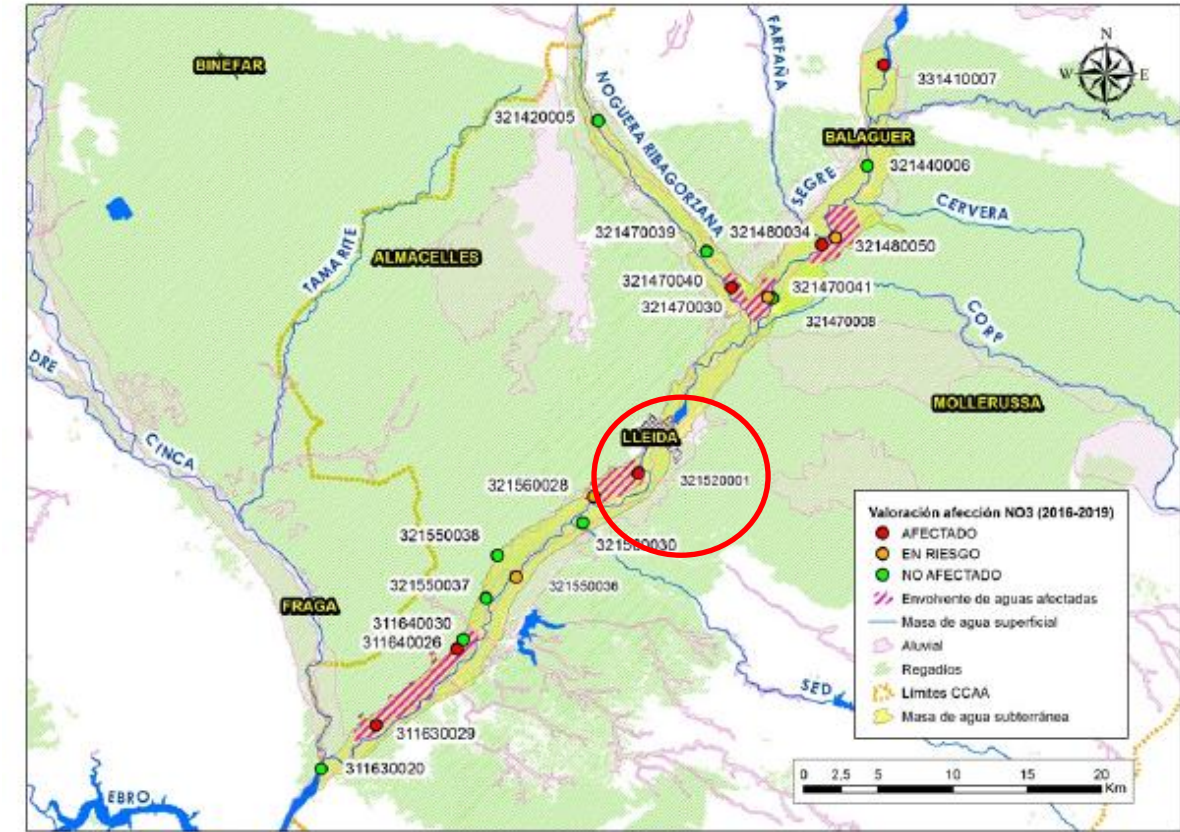 BINEFAR
NOGUERA RIBAGORZANA
FARFAÑA
N
W
E
S
331410007
321420005
BALAGUER
321440006
SEGRE
CERVERA
321470039
321480034
321480050
ALMACELLES
TAMARITE
321470040
321470041
321470030
321470008
CORP
DRE
MOLLERUSSA
CINCA
LLEIDA
321560028
321520001
321550038
321560030
321550037
321550036
FRAGA
311640030
311640026
SED
311630029
311630020
EBRO
Valoración afección NO3 (2016-2019)
AFECTADO
EN RIESGO
NO AFECTADO
Envolvente de aguas afectadas
Masa de agua superficial
Aluvial
Regadíos
Límites CCAA
Masa de agua subterránea
0 2,5 5 10 15 20
Km